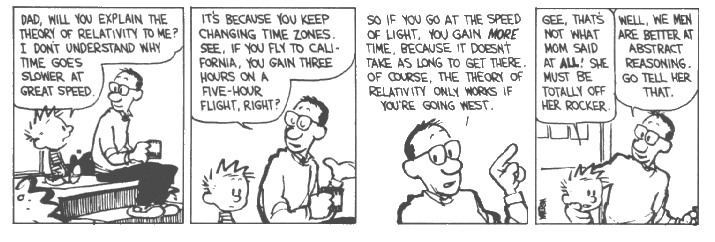 DAD, WILL YOU EXPLAIN THE
THEORY OF RELATIVITY TO ME?
I DON'T UNDERSTAND WHY
TIME GOES
SLOWER AT
GREAT SPEED.
IT'S BECAUSE YOU KEEP
CHANGING TIME ZONES.
SEE, IF YOU FLY TO CALI-
FORNIA, YOU GAIN THREE
HOURS ON A
FIVE-HOUR
FLIGHT, RIGHT?
SO IF YOU GO AT THE SPEED
OF LIGHT, YOU GAIN MORE
TIME, BECAUSE IT DOESN'T
TAKE AS LONG TO GET THERE.
OF COURSE, THE THEORY OF
RELATIVITY ONLY WORKS IF
YOU'RE GOING WEST.
GEE, THAT'S
NOT WHAT
MOM SAID
AT ALL! SHE
MUST BE
TOTALLY OFF
HER ROCKER.
WELL, WE MEN
ARE BETTER AT
ABSTRACT
REASONING.
GO TELL HER
THAT.